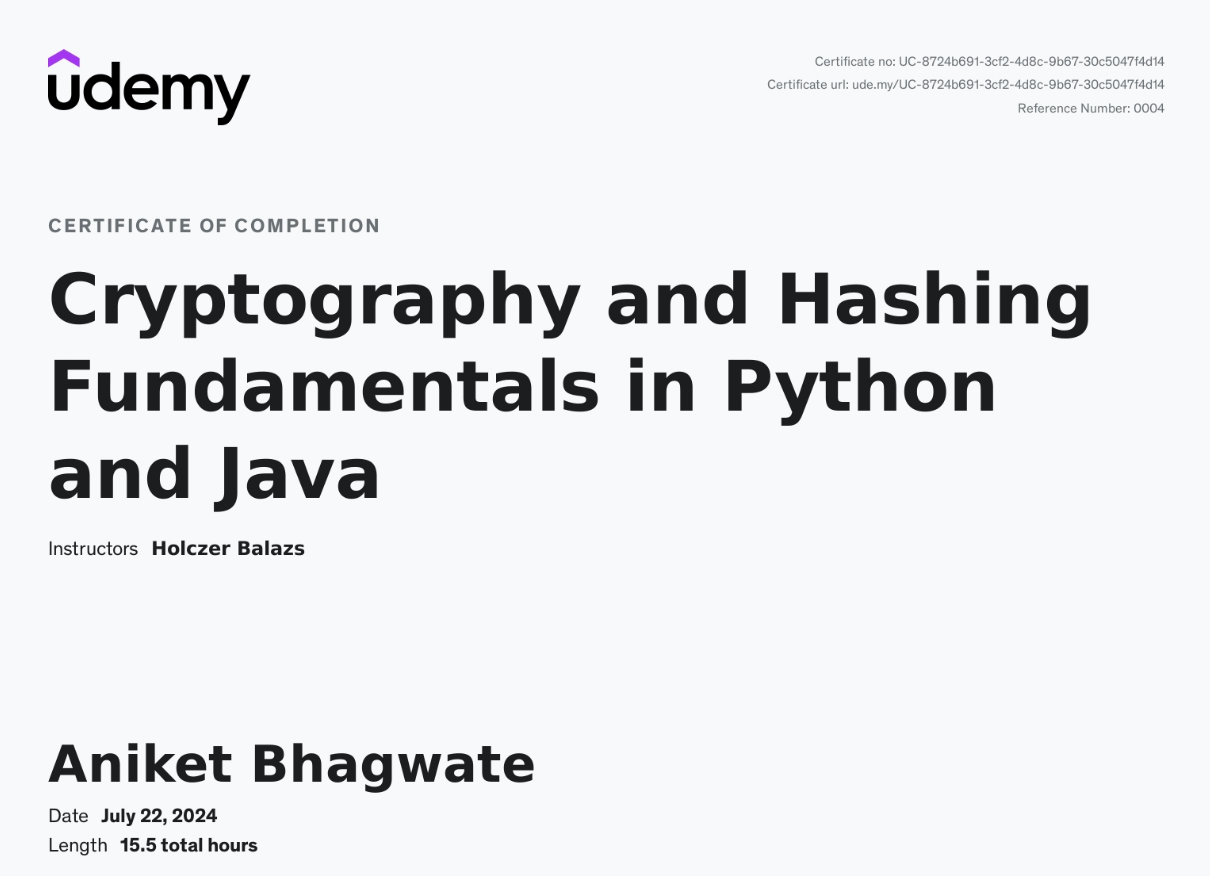 udemy
Certificate no: UC-8724b691-3cf2-4d8c-9b67-30c5047f4d14
Certificate url: ude.my/UC-8724b691-3cf2-4d8c-9b67-30c5047f4d14
Reference Number: 0004
CERTIFICATE OF COMPLETION
Cryptography and Hashing
Fundamentals in Python
and Java
Instructors Holczer Balazs
Aniket Bhagwate
Date July 22, 2024
Length 15.5 total hours